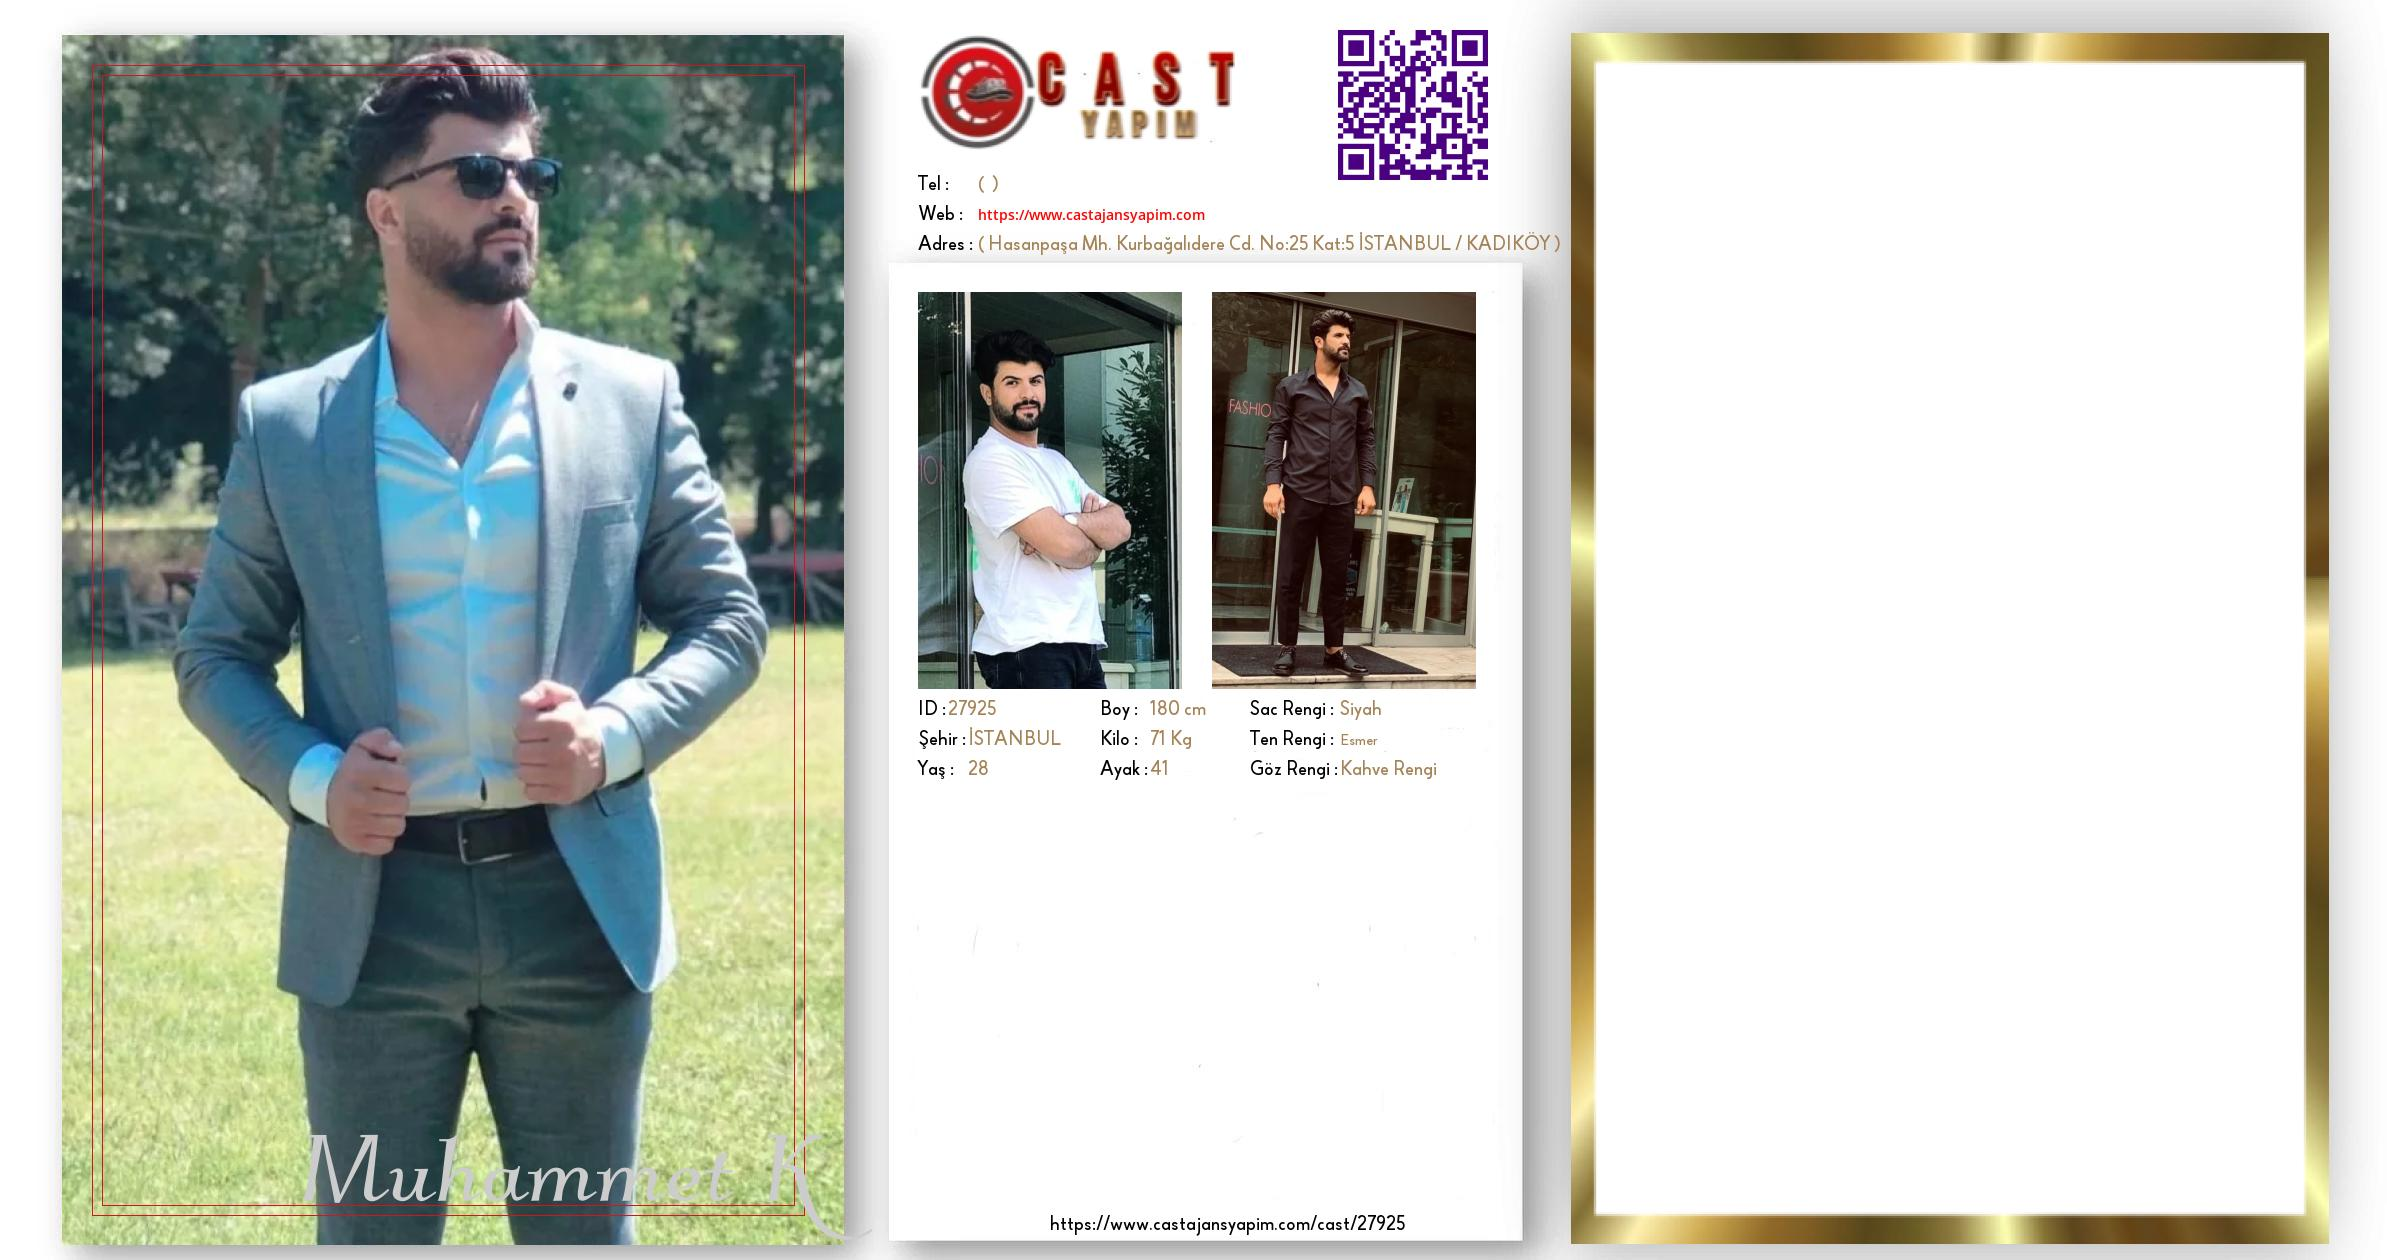 Muhammet K
CAST
YAPIM
Tel : ( )
Web : https://www.castajansyapim.com
Adres : ( Hasanpaşa Mh. Kurbağalıdere Cd. No:25 Kat:5 İSTANBUL / KADIKÖY )
FASHIO
ID : 27925 Boy : 180 cm Sac Rengi : Siyah
Şehir : İSTANBUL Kilo : 71 Kg Ten Rengi : Esmer
Yaş : 28 Ayak : 41 Göz Rengi : Kahve Rengi
https://www.castajansyapim.com/cast/27925